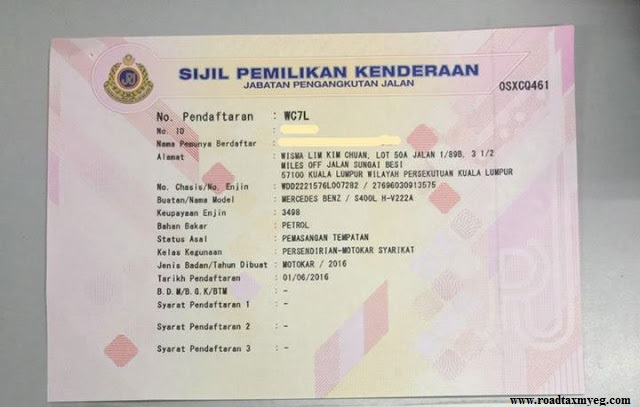 SIJIL PEMILIKAN KENDERAAN
JABATAN PENGANGKUTAN JALAN
OSXCQ461
No. Pendaftaran : WC7L
No. ID :
Nama Pemunya Berdaftar :
Alamat : WISMA LIM KIM CHUAN, LOT 50A JALAN 1/89B, 3 1/2
MILES OFF JALAN SUNGAI BESI
57100 KUALA LUMPUR WILAYAH PERSEKUTUAN KUALA LUMPUR
No. Chasis/No. Enjin : WDD2221576L007282 / 27696030913575
Buatan/Nama Model : MERCEDES BENZ / S400L H-V222A
Keupayaan Enjin : 3498
Bahan Bakar : PETROL
Status Asal : PEMASANGAN TEMPATAN
Kelas Kegunaan : PERSENDIRIAN-MOTOKAR SYARIKAT
Jenis Badan/Tahun Dibuat : MOTOKAR / 2016
Tarikh Pendaftaran : 01/06/2016
B.D.M/B.G.K/BTM : -
Syarat Pendaftaran 1 : -
Syarat Pendaftaran 2 : -
Syarat Pendaftaran 3 : -
www.roadtaxmyeg.com